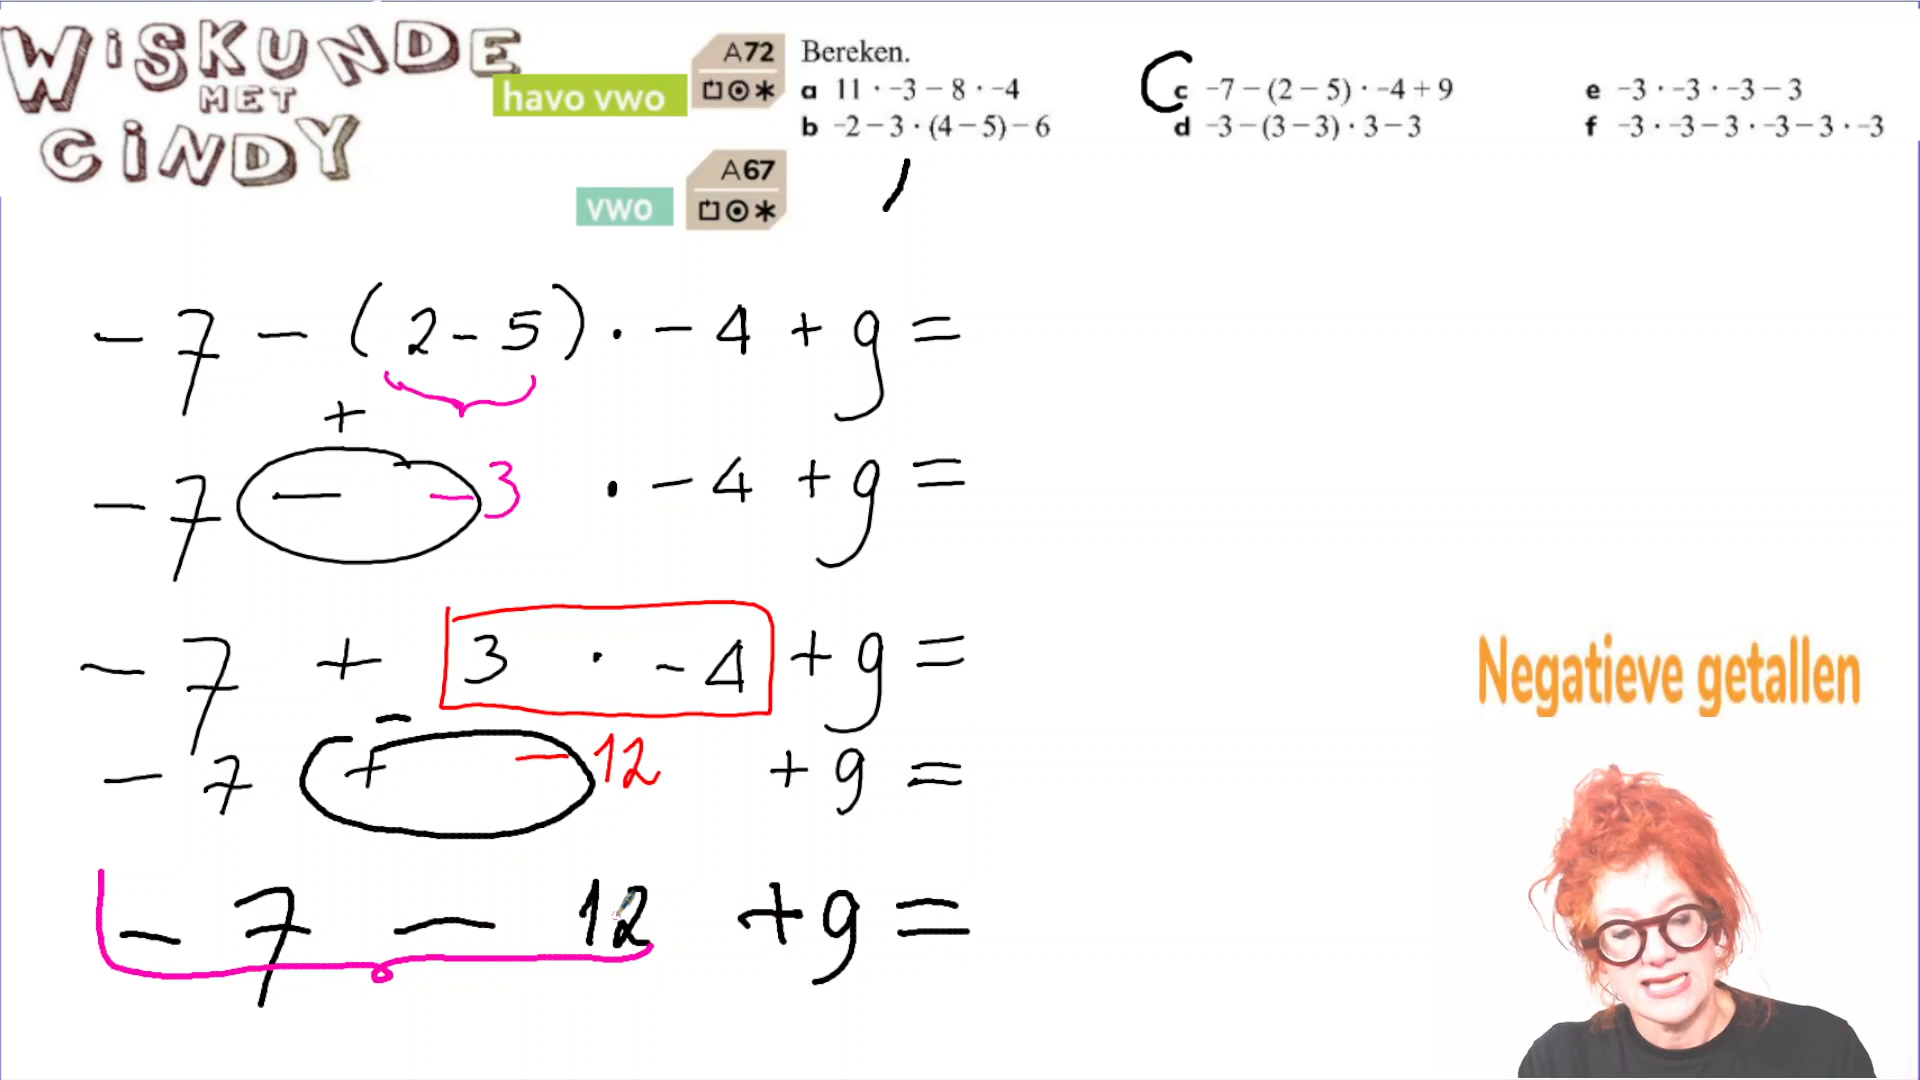 WiSKUNDE
MET
CiNDY
havo vwo
A72
vwo
A67
Bereken.
a 11 · -3 – 8 · -4
b -2 – 3 · (4 – 5) – 6
c -7 – (2 – 5) · -4 + 9
d -3 – (3 – 3) · 3 – 3
e -3 · -3 · -3 – 3
f -3 · -3 – 3 · -3 – 3 · -3
- 7 - (2 - 5) · - 4 + 9 =
+
- 7 - - 3 · - 4 + 9 =
- 7 + 3 · - 4 + 9 =
-
- 7 + - 12 + 9 =
- 7 - 12 + 9 =
Negatieve getallen